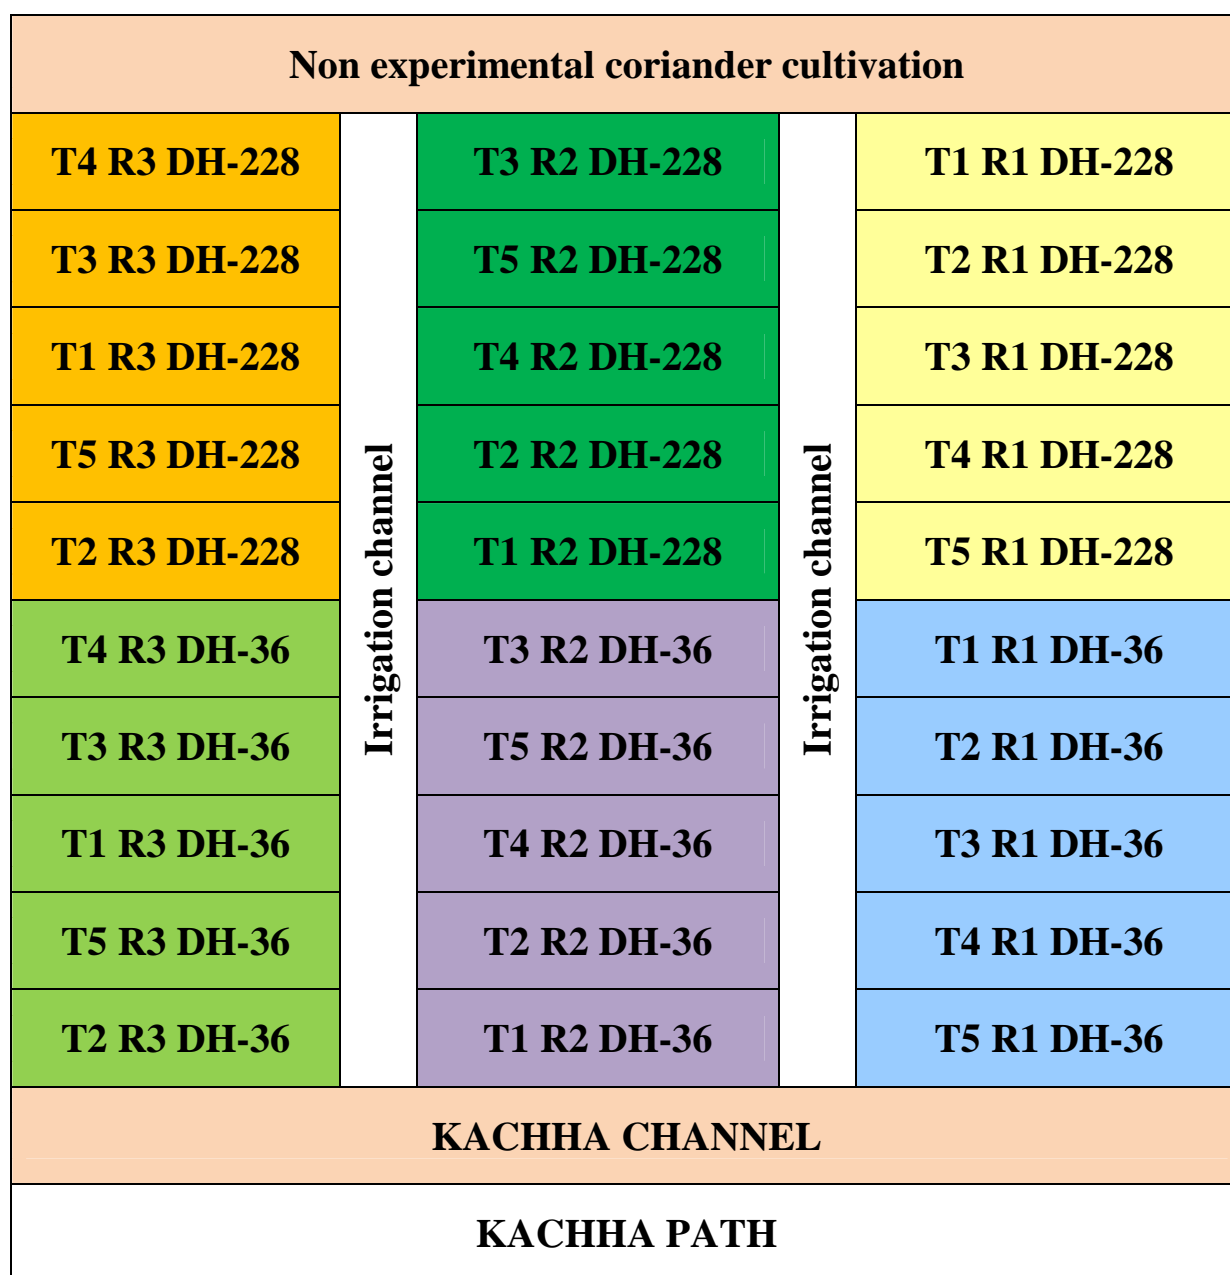 Non experimental coriander cultivation
T4 R3 DH-228
T3 R2 DH-228
T1 R1 DH-228
T3 R3 DH-228
T5 R2 DH-228
T2 R1 DH-228
T1 R3 DH-228
T4 R2 DH-228
T3 R1 DH-228
T5 R3 DH-228
T2 R2 DH-228
T4 R1 DH-228
T2 R3 DH-228
T1 R2 DH-228
T5 R1 DH-228
Irrigation channel
Irrigation channel
T4 R3 DH-36
T3 R2 DH-36
T1 R1 DH-36
T3 R3 DH-36
T5 R2 DH-36
T2 R1 DH-36
T1 R3 DH-36
T4 R2 DH-36
T3 R1 DH-36
T5 R3 DH-36
T2 R2 DH-36
T4 R1 DH-36
T2 R3 DH-36
T1 R2 DH-36
T5 R1 DH-36
KACHHA CHANNEL
KACHHA PATH